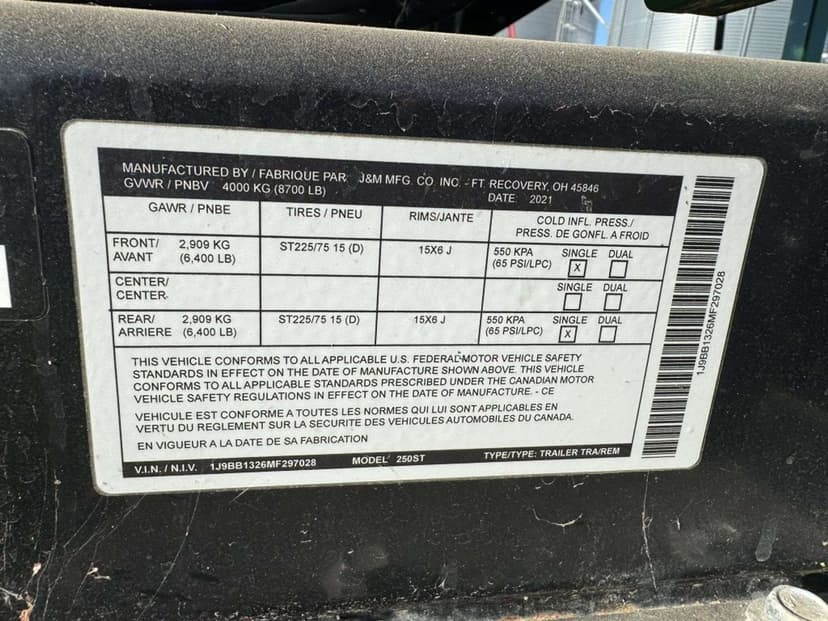 MANUFACTURED BY / FABRIQUE PAR J&M MFG. CO. INC. - FT. RECOVERY, OH 45846
GVWR / PNBV 4000 KG (8700 LB) DATE 2021
GAWR / PNBE TIRES / PNEU RIMS/JANTE COLD INFL. PRESS./
PRESS. DE GONFL. A FROID
FRONT/ 2,909 KG ST225/75 15 (D) 15X6 J 550 KPA SINGLE DUAL
AVANT (6,400 LB) (65 PSI/LPC) X
CENTER/ SINGLE DUAL
CENTER
REAR/ 2,909 KG ST225/75 15 (D) 15X6 J 550 KPA SINGLE DUAL
ARRIERE (6,400 LB) (65 PSI/LPC) X
THIS VEHICLE CONFORMS TO ALL APPLICABLE U.S. FEDERAL MOTOR VEHICLE SAFETY
STANDARDS IN EFFECT ON THE DATE OF MANUFACTURE SHOWN ABOVE. THIS VEHICLE
CONFORMS TO ALL APPLICABLE STANDARDS PRESCRIBED UNDER THE CANADIAN MOTOR
VEHICLE SAFETY REGULATIONS IN EFFECT ON THE DATE OF MANUFACTURE. - CE
VEHICULE EST CONFORME A TOUTES LES NORMES QUI LUI SONT APPLICABLES EN
VERTU DU REGLEMENT SUR LA SECURITE DES VEHICULES AUTOMOBILES DU CANADA.
EN VIGUEUR A LA DATE DE SA FABRICATION
V.I.N. / N.I.V. 1J9BB1326MF297028 MODEL 250ST TYPE/TYPE: TRAILER TRA/REM
1J9BB1326MF297028